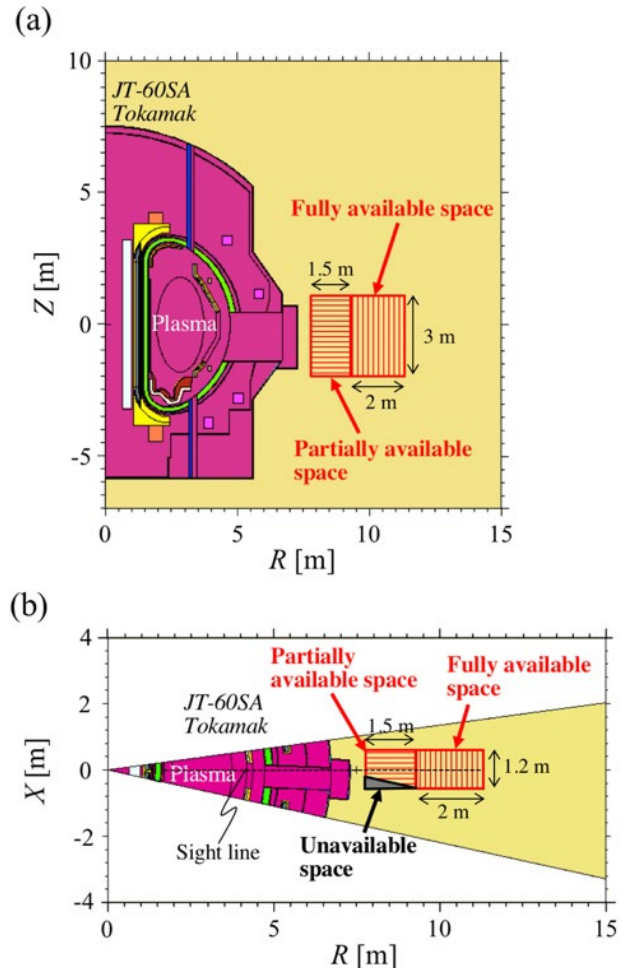 (a)
10
JT-60SA
Tokamak
5
Fully available space
1.5 m
Z [m]
0
Plasma
3 m
2 m
Partially available
space
-5
0
5
10
15
R [m]
(b)
4
Partially
available space
Fully available
space
2
JT-60SA
Tokamak
1.5 m
X [m]
0
Plasma
1.2 m
2 m
Sight line
Unavailable
space
-2
-4
0
5
10
15
R [m]